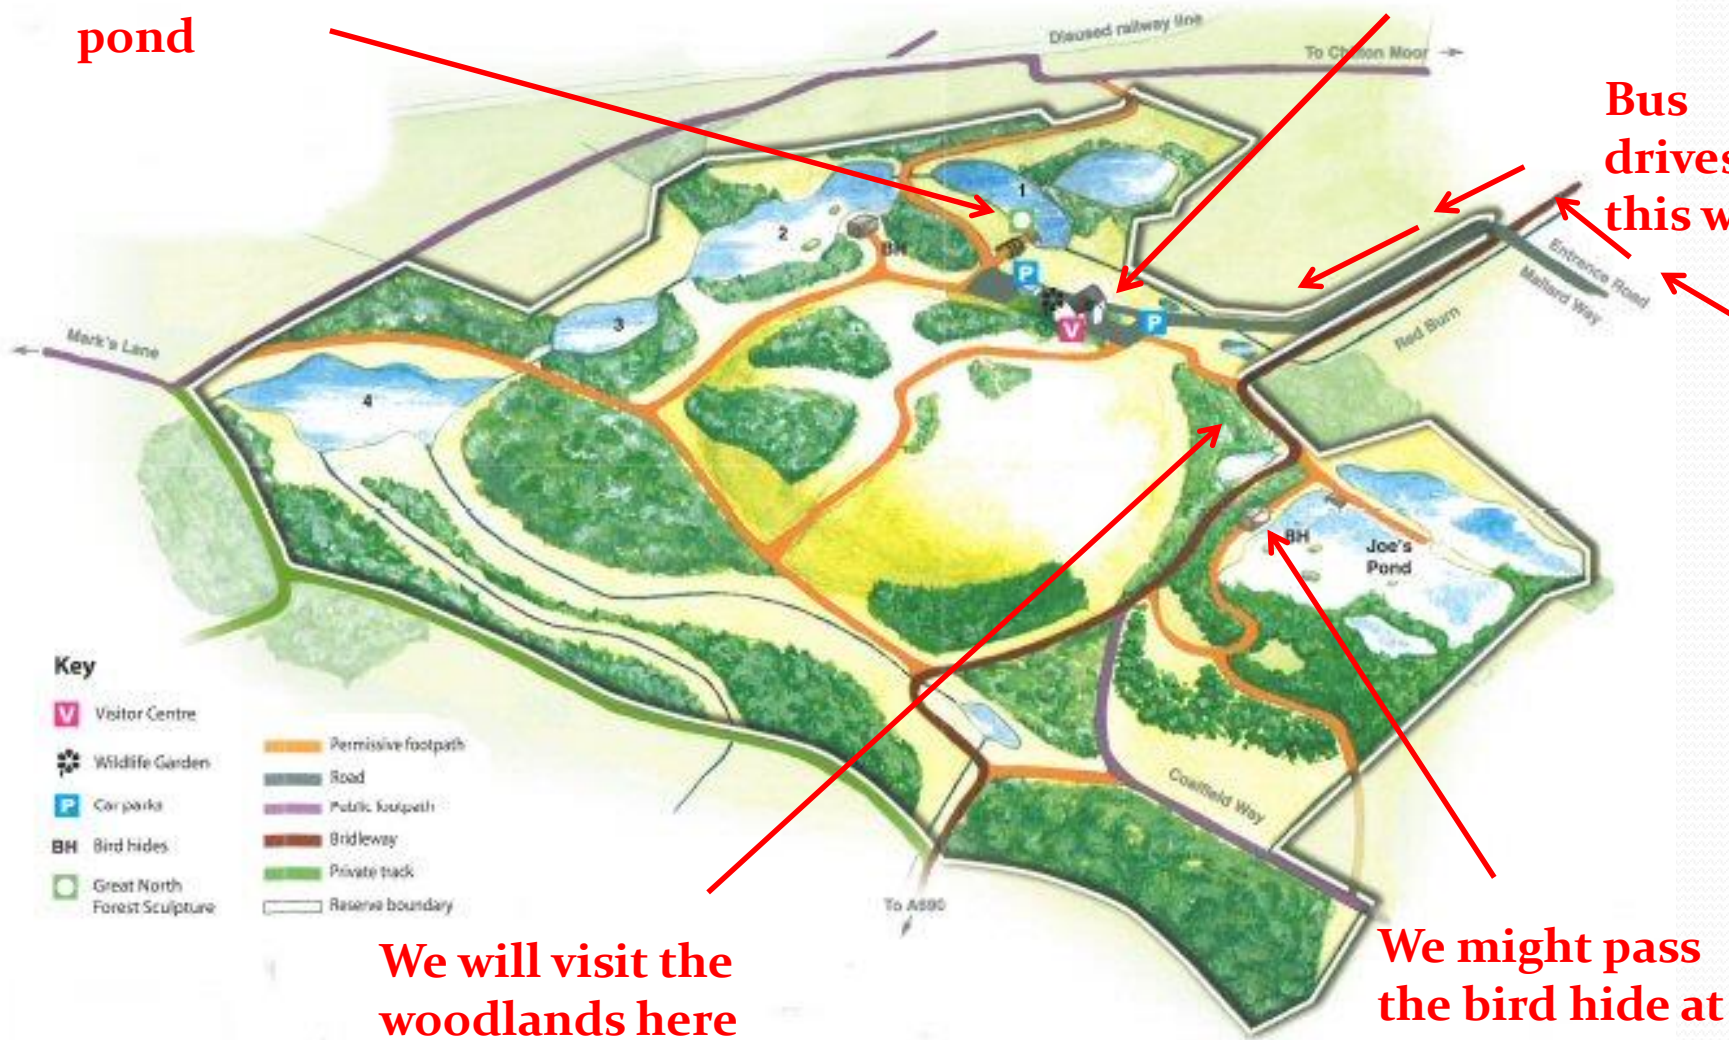 pond
Disused railway line
To Chilton Moor
Bus
drives
this w
1
2
BH
P
Entrance Road
Mallard Way
3
V
P
Red Burn
Mark's Lane
4
BH
Joe's
Pond
Key
V Visitor Centre
Wildlife Garden
P Car parks
BH Bird hides
Great North
Forest Sculpture
Permissive footpath
Road
Public footpath
Bridleway
Private track
Reserve boundary
Coalfield Way
To A690
We will visit the
woodlands here
We might pass
the bird hide at